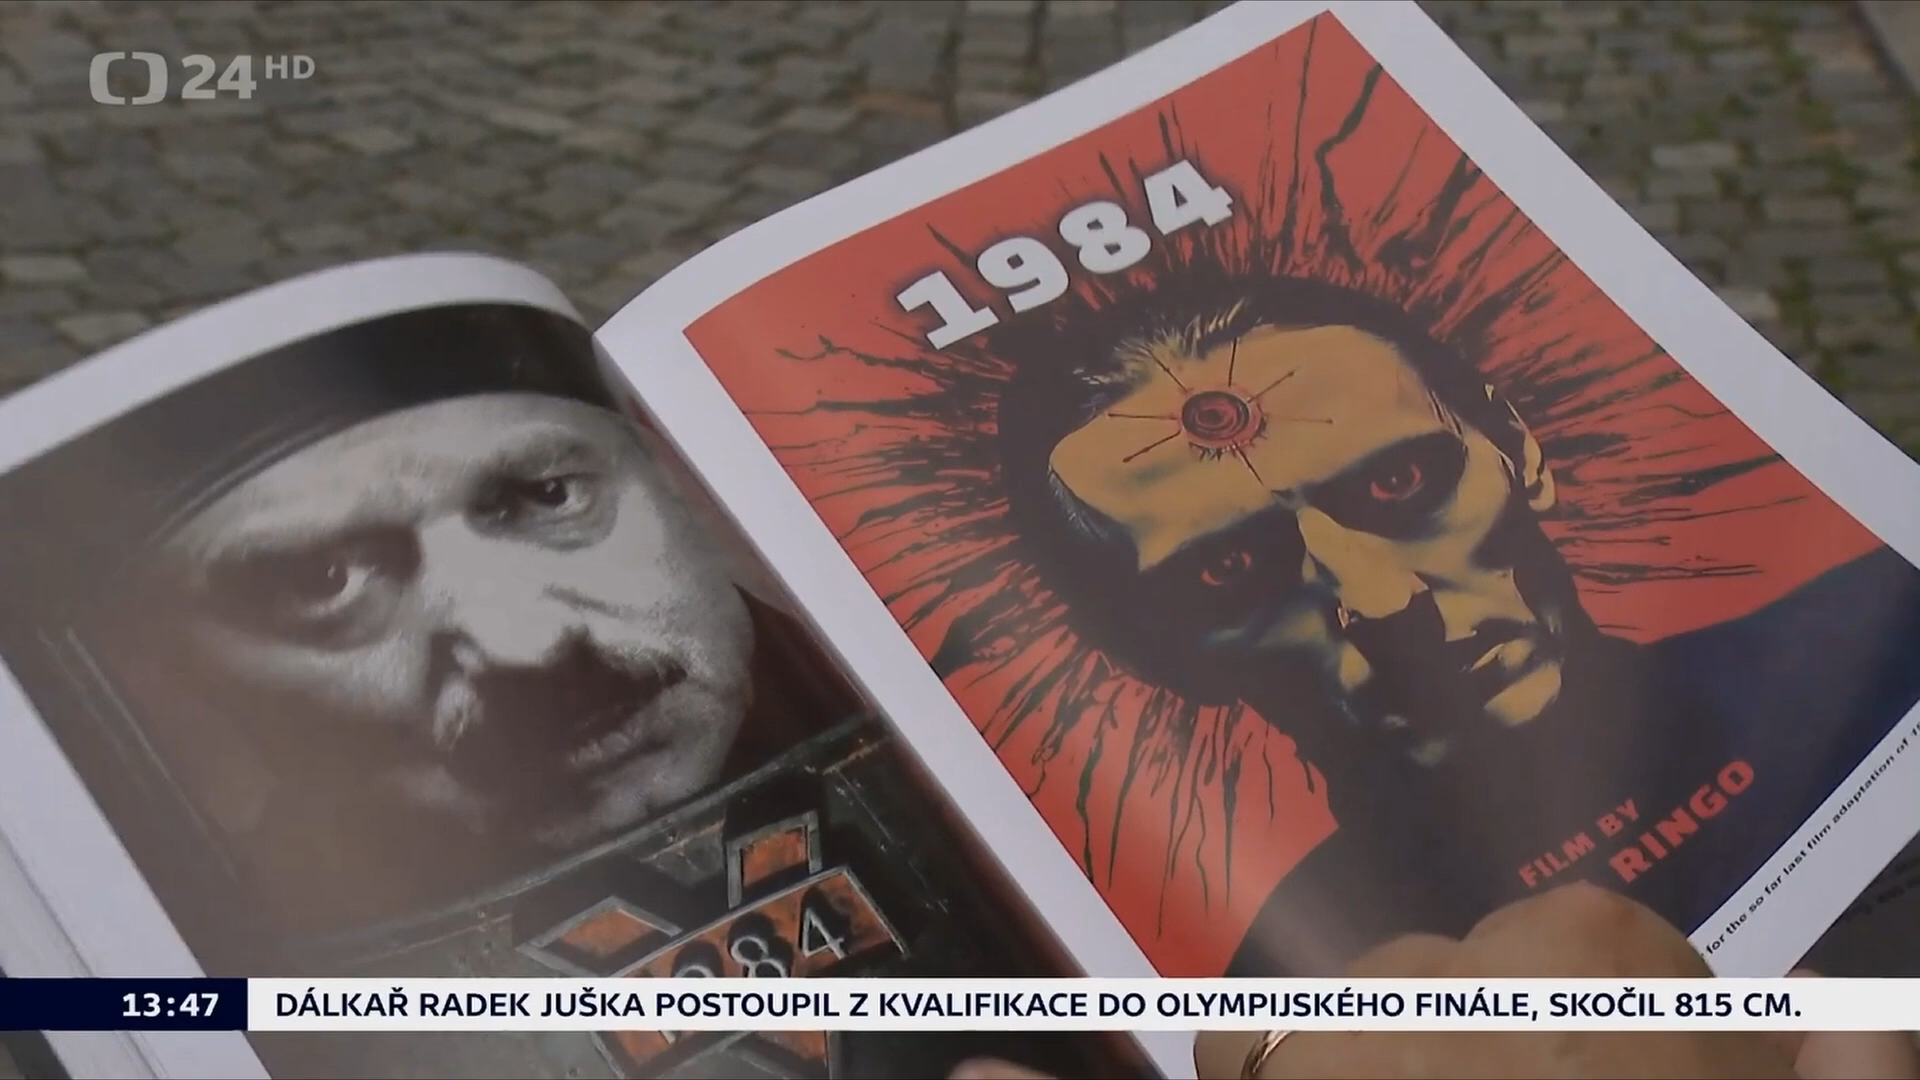 24 HD
1984
FILM BY
RINGO
for the so far last film adaptation of
984
13:47 DÁLKAŘ RADEK JUŠKA POSTOUPIL Z KVALIFIKACE DO OLYMPIJSKÉHO FINÁLE, SKOČIL 815 CM.